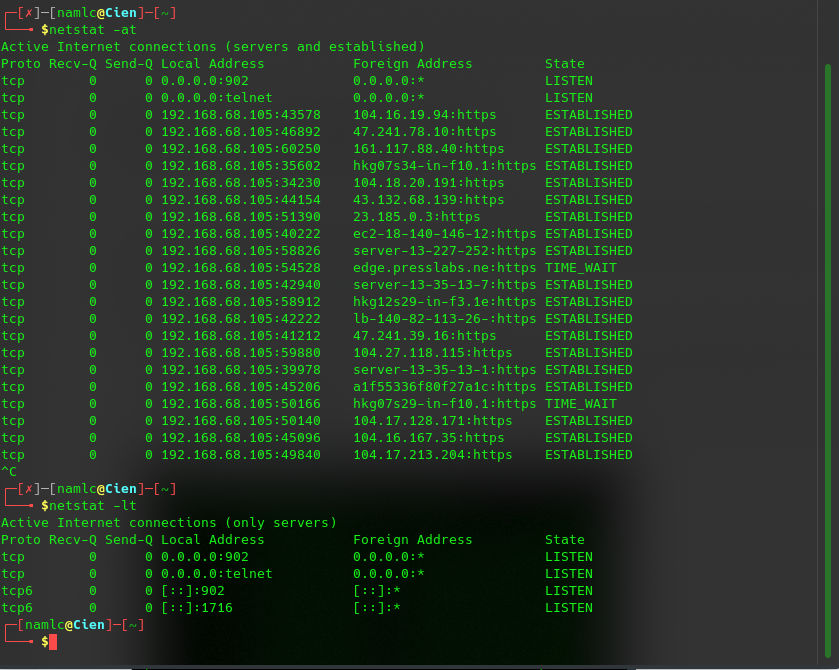 ┌─[✗]─[namlc@Cien]─[~]
└──╼ $netstat -at
Active Internet connections (servers and established)
Proto Recv-Q Send-Q Local Address           Foreign Address         State
tcp        0      0 0.0.0.0:902             0.0.0.0:*               LISTEN
tcp        0      0 0.0.0.0:telnet          0.0.0.0:*               LISTEN
tcp        0      0 192.168.68.105:43578    104.16.19.94:https      ESTABLISHED
tcp        0      0 192.168.68.105:46892    47.241.78.10:https      ESTABLISHED
tcp        0      0 192.168.68.105:60250    161.117.88.40:https     ESTABLISHED
tcp        0      0 192.168.68.105:35602    hkg07s34-in-f10.1:https ESTABLISHED
tcp        0      0 192.168.68.105:34230    104.18.20.191:https     ESTABLISHED
tcp        0      0 192.168.68.105:44154    43.132.68.139:https     ESTABLISHED
tcp        0      0 192.168.68.105:51390    23.185.0.3:https        ESTABLISHED
tcp        0      0 192.168.68.105:40222    ec2-18-140-146-12:https ESTABLISHED
tcp        0      0 192.168.68.105:58826    server-13-227-252:https ESTABLISHED
tcp        0      0 192.168.68.105:54528    edge.presslabs.ne:https TIME_WAIT
tcp        0      0 192.168.68.105:42940    server-13-35-13-7:https ESTABLISHED
tcp        0      0 192.168.68.105:58912    hkg12s29-in-f3.1e:https ESTABLISHED
tcp        0      0 192.168.68.105:42222    lb-140-82-113-26-:https ESTABLISHED
tcp        0      0 192.168.68.105:41212    47.241.39.16:https      ESTABLISHED
tcp        0      0 192.168.68.105:59880    104.27.118.115:https    ESTABLISHED
tcp        0      0 192.168.68.105:39978    server-13-35-13-1:https ESTABLISHED
tcp        0      0 192.168.68.105:45206    a1f55336f80f27a1c:https ESTABLISHED
tcp        0      0 192.168.68.105:50166    hkg07s29-in-f10.1:https TIME_WAIT
tcp        0      0 192.168.68.105:50140    104.17.128.171:https    ESTABLISHED
tcp        0      0 192.168.68.105:45096    104.16.167.35:https     ESTABLISHED
tcp        0      0 192.168.68.105:49840    104.17.213.204:https    ESTABLISHED
^C
┌─[✗]─[namlc@Cien]─[~]
└──╼ $netstat -lt
Active Internet connections (only servers)
Proto Recv-Q Send-Q Local Address           Foreign Address         State
tcp        0      0 0.0.0.0:902             0.0.0.0:*               LISTEN
tcp        0      0 0.0.0.0:telnet          0.0.0.0:*               LISTEN
tcp6       0      0 [::]:902                [::]:*                  LISTEN
tcp6       0      0 [::]:1716               [::]:*                  LISTEN
┌─[namlc@Cien]─[~]
└──╼ $